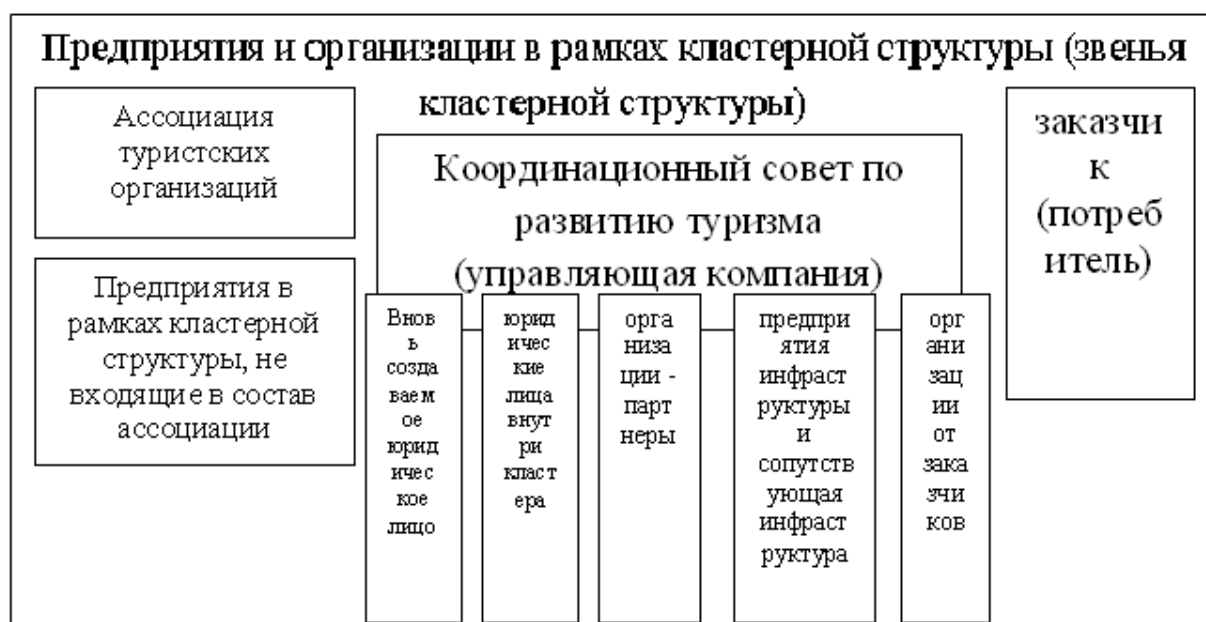 Предприятия и организации в рамках кластерной структуры (звенья
кластерной структуры)
Ассоциация
туристских
организаций
Предприятия в
рамках кластерной
структуры, не
входящие в состав
ассоциации
Координационный совет по
развитию туризма
(управляющая компания)
Внов
ь
созда
ваем
ое
юрид
ичес
кое
лицо
юрид
ичес
кие
лица
внут
ри
класт
ера
орга
низа
ции -
парт
неры
предпри
ятия
инфраст
руктуры
и
сопутств
ующая
инфраст
руктура
орг
ани
зац
ии
от
зака
зчи
ков
заказчи
к
(потреб
итель)